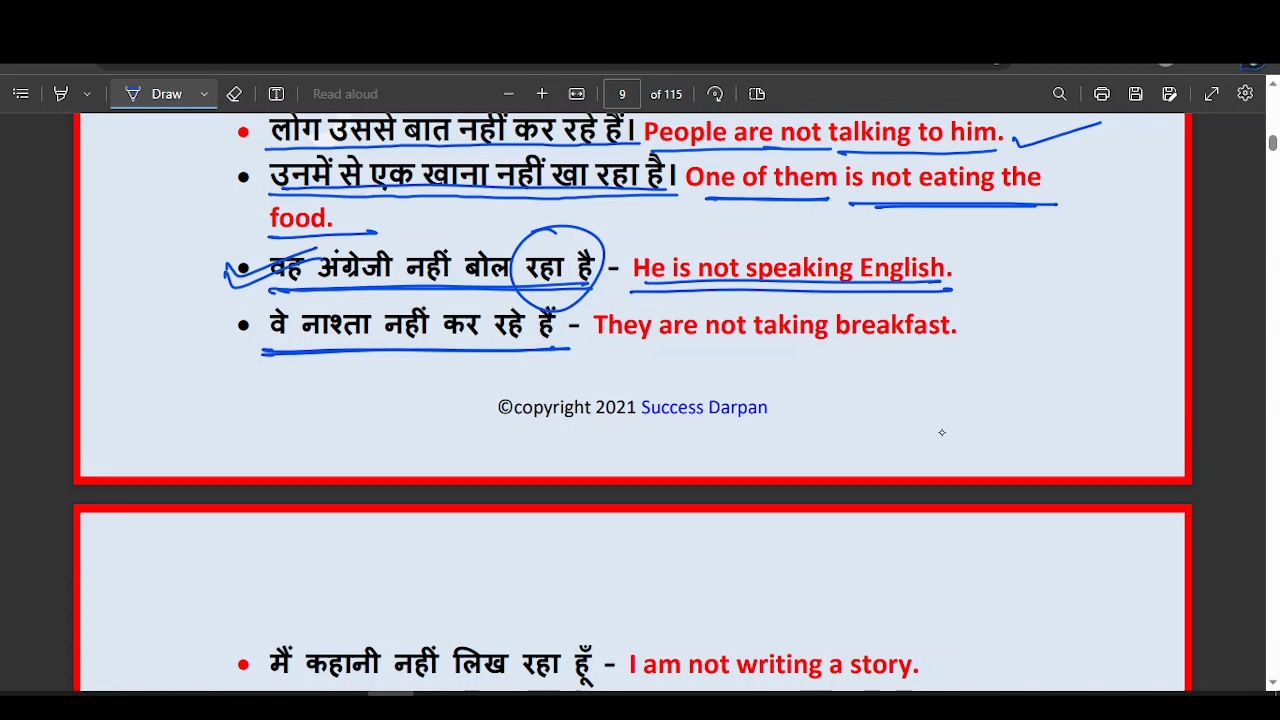 Draw
Read aloud
9 of 115
लोग उससे बात नहीं कर रहे हैं। People are not talking to him.
उनमें से एक खाना नहीं खा रहा है। One of them is not eating the
food.
वह अंग्रेजी नहीं बोल रहा है – He is not speaking English.
वे नाश्ता नहीं कर रहे हैं – They are not taking breakfast.
©copyright 2021 Success Darpan
मैं कहानी नहीं लिख रहा हूँ – I am not writing a story.